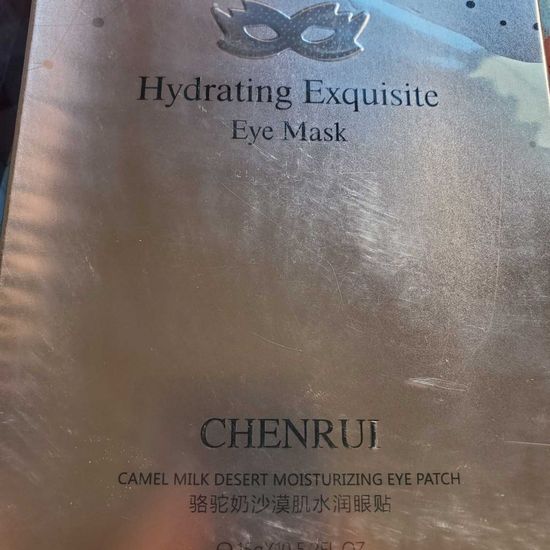 Hydrating Exquisite
Eye Mask
CHENRUI
CAMEL MILK DESERT MOISTURIZING EYE PATCH
骆驼奶沙漠肌水润眼贴